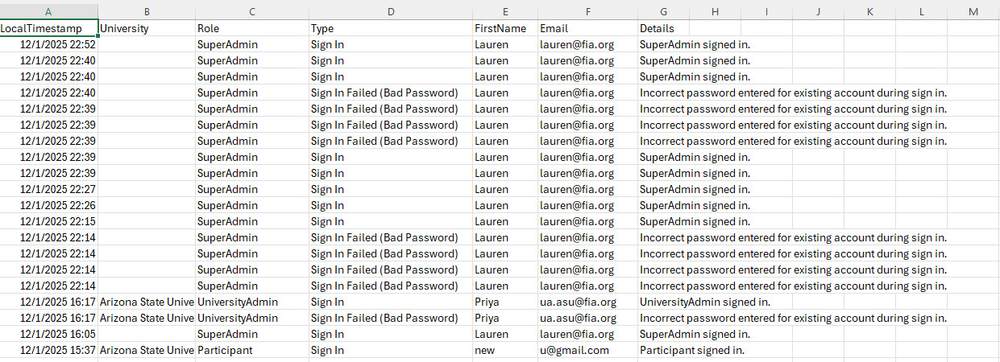 A B C D E F G H I J K L M
LocalTimestamp University Role Type FirstName Email Details
12/1/2025 22:52 SuperAdmin Sign In Lauren lauren@fia.org SuperAdmin signed in.
12/1/2025 22:40 SuperAdmin Sign In Lauren lauren@fia.org SuperAdmin signed in.
12/1/2025 22:40 SuperAdmin Sign In Lauren lauren@fia.org SuperAdmin signed in.
12/1/2025 22:40 SuperAdmin Sign In Failed (Bad Password) Lauren lauren@fia.org Incorrect password entered for existing account during sign in.
12/1/2025 22:39 SuperAdmin Sign In Failed (Bad Password) Lauren lauren@fia.org Incorrect password entered for existing account during sign in.
12/1/2025 22:39 SuperAdmin Sign In Failed (Bad Password) Lauren lauren@fia.org Incorrect password entered for existing account during sign in.
12/1/2025 22:39 SuperAdmin Sign In Failed (Bad Password) Lauren lauren@fia.org Incorrect password entered for existing account during sign in.
12/1/2025 22:39 SuperAdmin Sign In Lauren lauren@fia.org SuperAdmin signed in.
12/1/2025 22:39 SuperAdmin Sign In Lauren lauren@fia.org SuperAdmin signed in.
12/1/2025 22:27 SuperAdmin Sign In Lauren lauren@fia.org SuperAdmin signed in.
12/1/2025 22:26 SuperAdmin Sign In Lauren lauren@fia.org SuperAdmin signed in.
12/1/2025 22:15 SuperAdmin Sign In Lauren lauren@fia.org SuperAdmin signed in.
12/1/2025 22:14 SuperAdmin Sign In Failed (Bad Password) Lauren lauren@fia.org Incorrect password entered for existing account during sign in.
12/1/2025 22:14 SuperAdmin Sign In Failed (Bad Password) Lauren lauren@fia.org Incorrect password entered for existing account during sign in.
12/1/2025 22:14 SuperAdmin Sign In Failed (Bad Password) Lauren lauren@fia.org Incorrect password entered for existing account during sign in.
12/1/2025 22:14 SuperAdmin Sign In Failed (Bad Password) Lauren lauren@fia.org Incorrect password entered for existing account during sign in.
12/1/2025 16:17 Arizona State Unive UniversityAdmin Sign In Priya ua.asu@fia.org UniversityAdmin signed in.
12/1/2025 16:17 Arizona State Unive UniversityAdmin Sign In Failed (Bad Password) Priya ua.asu@fia.org Incorrect password entered for existing account during sign in.
12/1/2025 16:05 SuperAdmin Sign In Lauren lauren@fia.org SuperAdmin signed in.
12/1/2025 15:37 Arizona State Unive Participant Sign In new u@gmail.com Participant signed in.